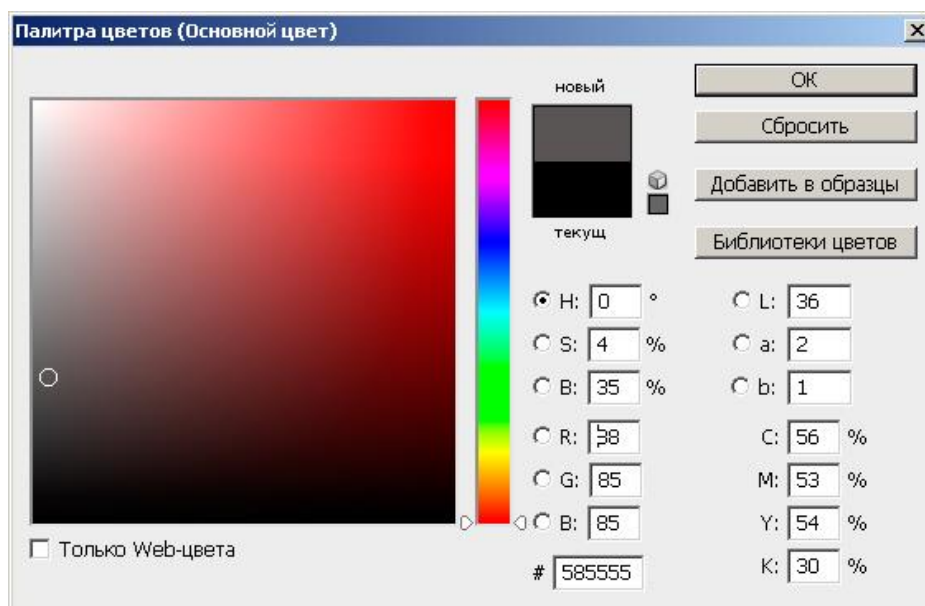 Палитра цветов (Основной цвет)
новый
текущ
ОК
Сбросить
Добавить в образцы
Библиотеки цветов
H: 0 °
S: 4 %
B: 35 %
R: 88
G: 85
B: 85
# 585555
L: 36
a: 2
b: 1
C: 56 %
M: 53 %
Y: 54 %
K: 30 %
Только Web-цвета